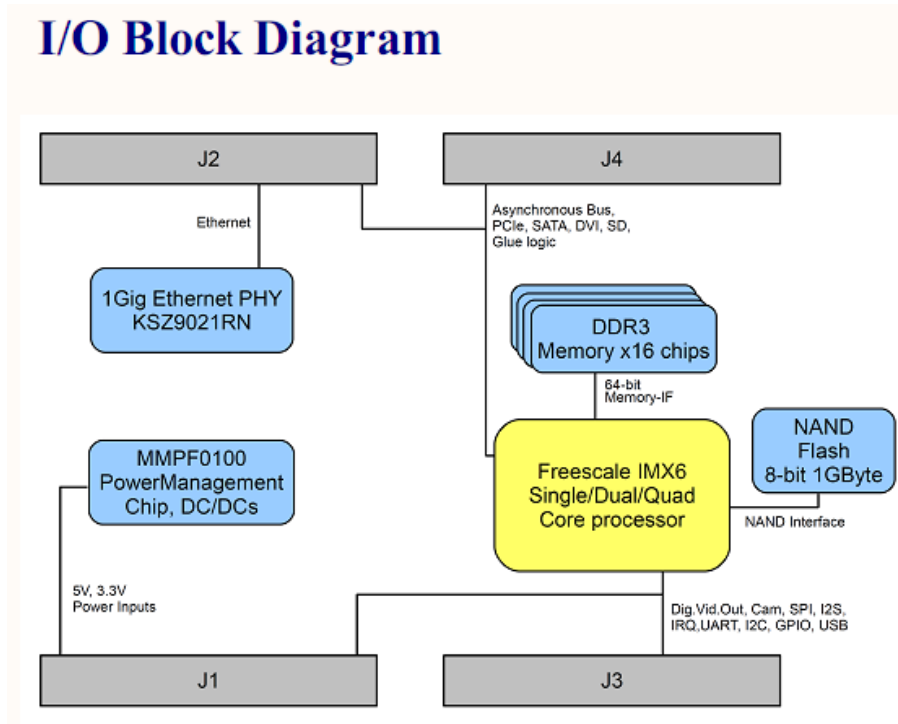 I/O Block Diagram
J2
J4
Ethernet
Asynchronous Bus,
PCIe, SATA, DVI, SD,
Glue logic
1Gig Ethernet PHY
KSZ9021RN
DDR3
Memory x16 chips
64-bit
Memory-IF
MMPF0100
PowerManagement
Chip, DC/DCs
Freescale IMX6
Single/Dual/Quad
Core processor
NAND
Flash
8-bit 1GByte
NAND Interface
5V, 3.3V
Power Inputs
Dig.Vid.Out, Cam, SPI, I2S,
IRQ,UART, I2C, GPIO, USB
J1
J3